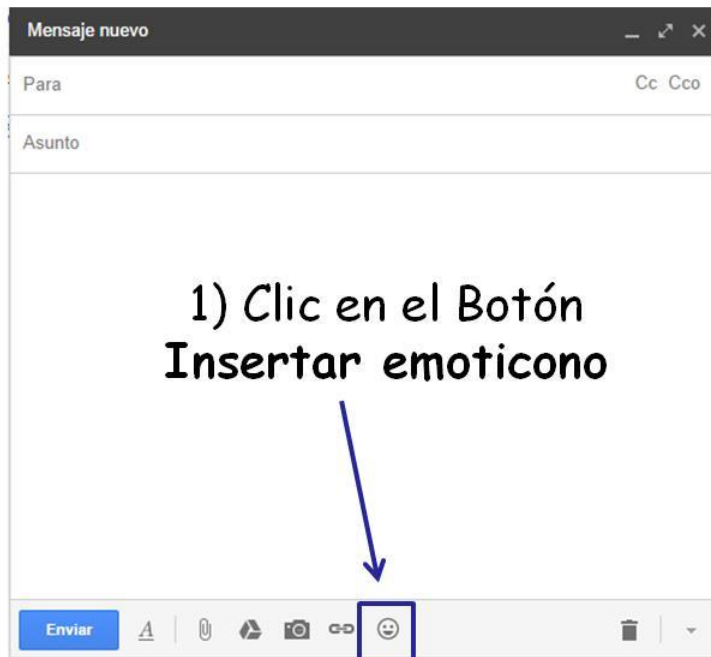 Mensaje nuevo
Para Cc Cco
Asunto
1) Clic en el Botón
Insertar emoticono
Enviar A